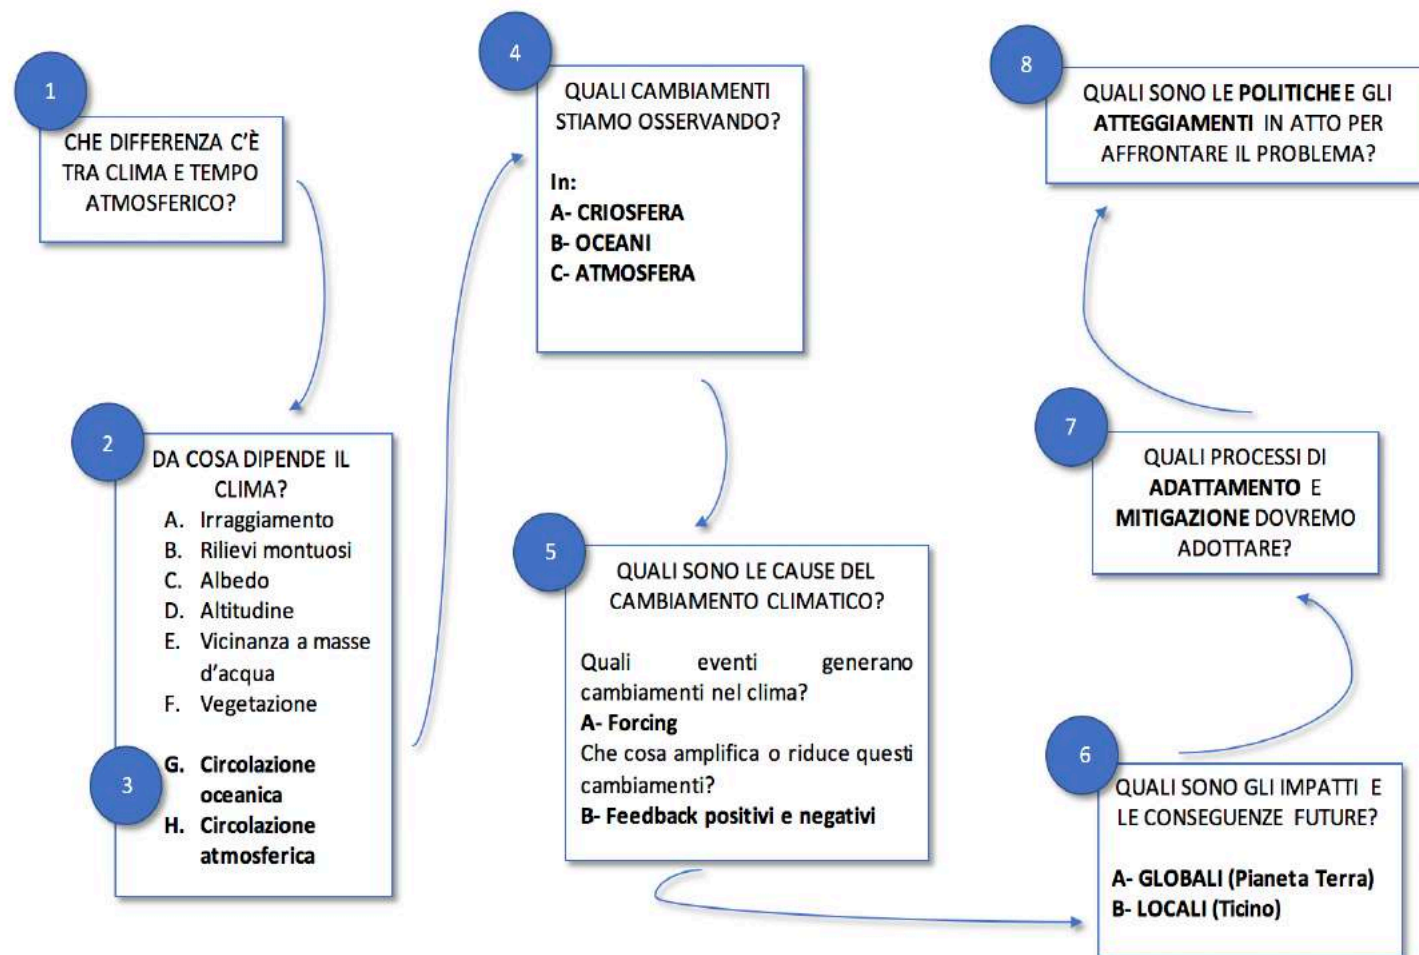 1
CHE DIFFERENZA C'È
TRA CLIMA E TEMPO
ATMOSFERICO?
2
DA COSA DIPENDE IL
CLIMA?
A. Irraggiamento
B. Rilievi montuosi
C. Albedo
D. Altitudine
E. Vicinanza a masse
d'acqua
F. Vegetazione
3
G. Circolazione
oceanica
H. Circolazione
atmosferica
4
QUALI CAMBIAMENTI
STIAMO OSSERVANDO?
In:
A- CRIOSFERA
B- OCEANI
C- ATMOSFERA
5
QUALI SONO LE CAUSE DEL
CAMBIAMENTO CLIMATICO?
Quali eventi generano
cambiamenti nel clima?
A- Forcing
Che cosa amplifica o riduce questi
cambiamenti?
B- Feedback positivi e negativi
6
QUALI SONO GLI IMPATTI E
LE CONSEGUENZE FUTURE?
A- GLOBALI (Pianeta Terra)
B- LOCALI (Ticino)
7
QUALI PROCESSI DI
ADATTAMENTO E
MITIGAZIONE DOVREMO
ADOTTARE?
8
QUALI SONO LE POLITICHE E GLI
ATTEGGIAMENTI IN ATTO PER
AFFRONTARE IL PROBLEMA?